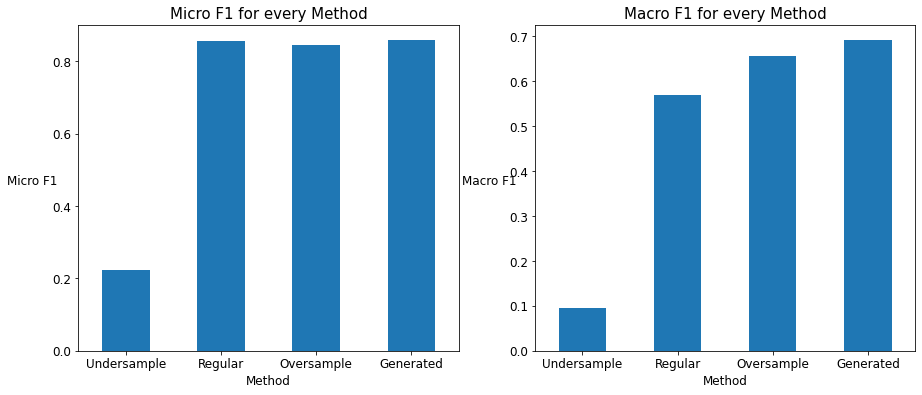 Micro F1 for every Method
0.8
0.6
Micro F1
0.4
0.2
0.0
Undersample Regular Oversample Generated
Method
Macro F1 for every Method
0.7
0.6
0.5
0.4
Macro F1
0.3
0.2
0.1
0.0
Undersample Regular Oversample Generated
Method